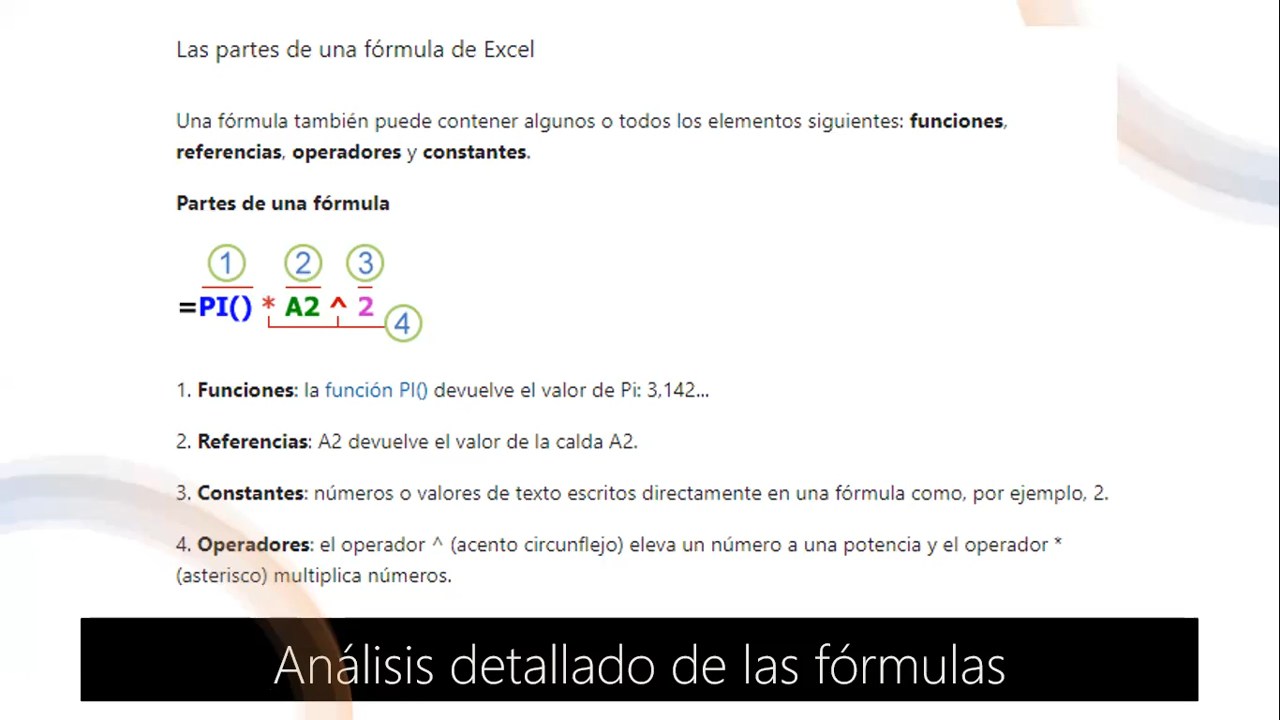 Las partes de una fórmula de Excel
Una fórmula también puede contener algunos o todos los elementos siguientes: funciones,
referencias, operadores y constantes.
Partes de una fórmula
1 2 3
=PI() * A2 ^ 2
4
1. Funciones: la función PI() devuelve el valor de Pi: 3,142...
2. Referencias: A2 devuelve el valor de la calda A2.
3. Constantes: números o valores de texto escritos directamente en una fórmula como, por ejemplo, 2.
4. Operadores: el operador ^ (acento circunflejo) eleva un número a una potencia y el operador *
(asterisco) multiplica números.
Análisis detallado de las fórmulas